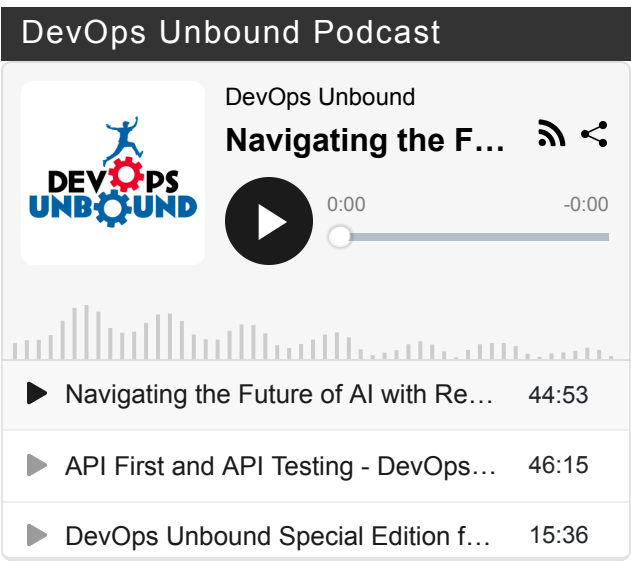 DevOps Unbound Podcast
DevOps Unbound
Navigating the F...
DEVOPS
UNBOUND
0:00 -0:00
Navigating the Future of AI with Re... 44:53
API First and API Testing - DevOps... 46:15
DevOps Unbound Special Edition f... 15:36